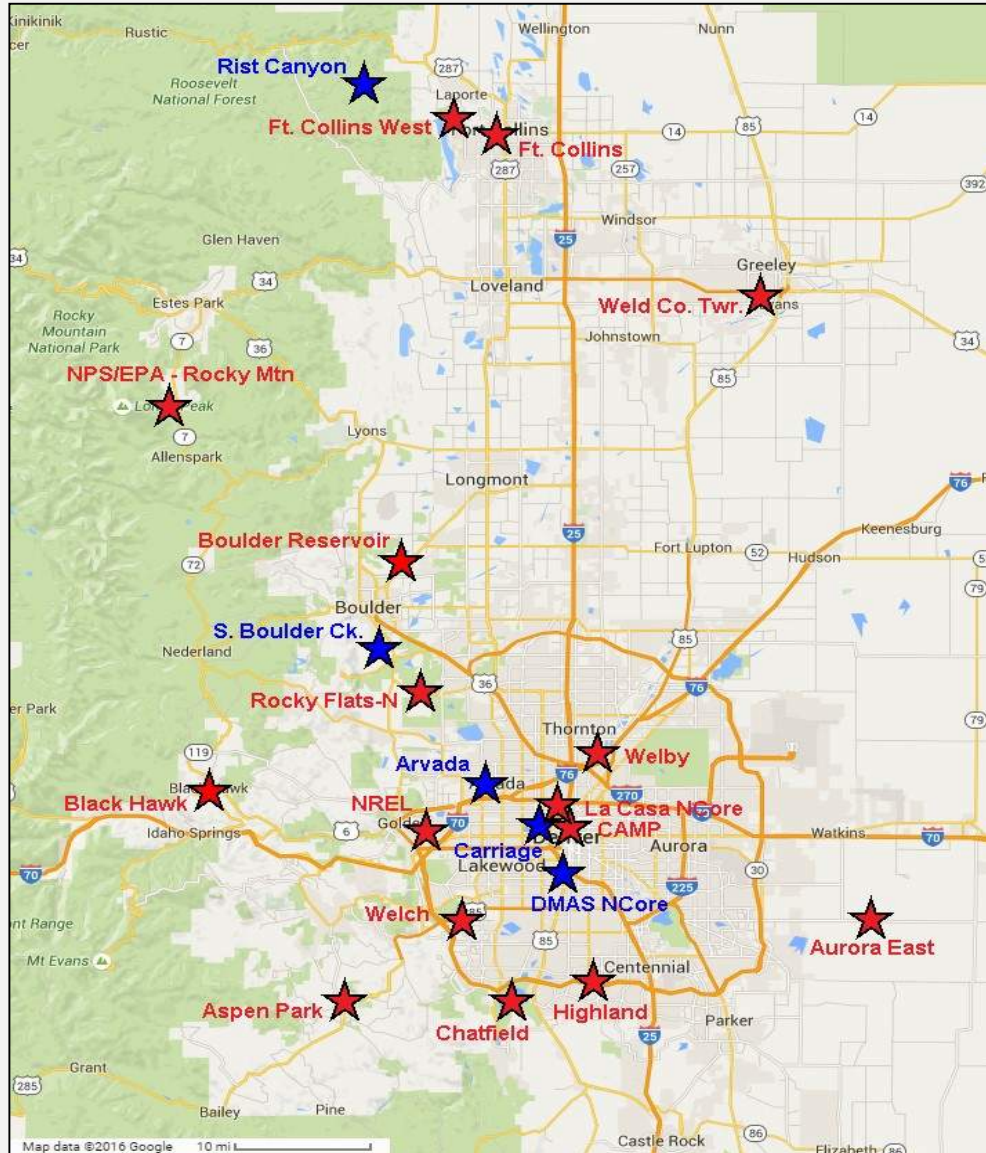 Kinikinik
Rustic
Wellington
Nunn
Rist Canyon
287
Laporte
85
Roosevelt
National Forest
Ft. Collins West
14
14
Ft. Collins
287
257
392
Windsor
25
Glen Haven
34
34
Greeley
Loveland
Estes Park
Weld Co. Twr.
Rocky
Mountain
National Park
7
36
Johnstown
34
NPS/EPA - Rocky Mtn
85
7
Allenspark
Lyons
Longmont
76
Keenesburg
25
Boulder Reservoir
Fort Lupton
52
Hudson
72
79
Boulder
S. Boulder Ck.
85
Nederland
36
76
Rocky Flats-N
79
Thornton
119
Arvada
Welby
76
Black Hawk
NREL
270
La Casa NCore
Idaho Springs
6
70
CAMP
Watkins
70
Carriage
Aurora
70
Lakewood
30
225
DMAS NCore
Welch
85
Aurora East
Mt Evans
Centennial
Aspen Park
Highland
Chatfield
Parker
25
Grant
285
Bailey
Pine
86
Castle Rock
Elizabeth
86
Map data ©2016 Google
10 mi